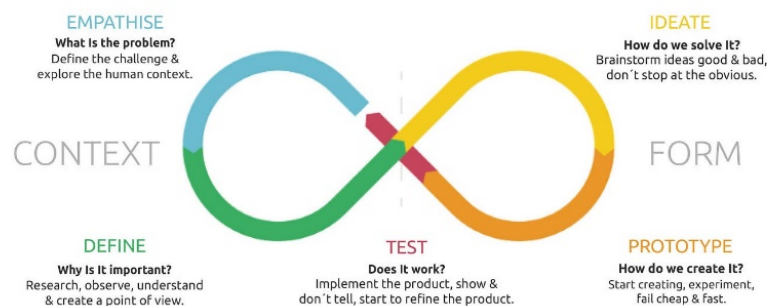 EMPATHISE
What Is the problem?
Define the challenge &
explore the human context.
IDEATE
How do we solve It?
Brainstorm ideas good & bad,
don´t stop at the obvious.
CONTEXT
FORM
DEFINE
Why Is It important?
Research, observe, understand
& create a point of view.
TEST
Does It work?
Implement the product, show &
don´t tell, start to refine the product.
PROTOTYPE
How do we create It?
Start creating, experiment,
fail cheap & fast.